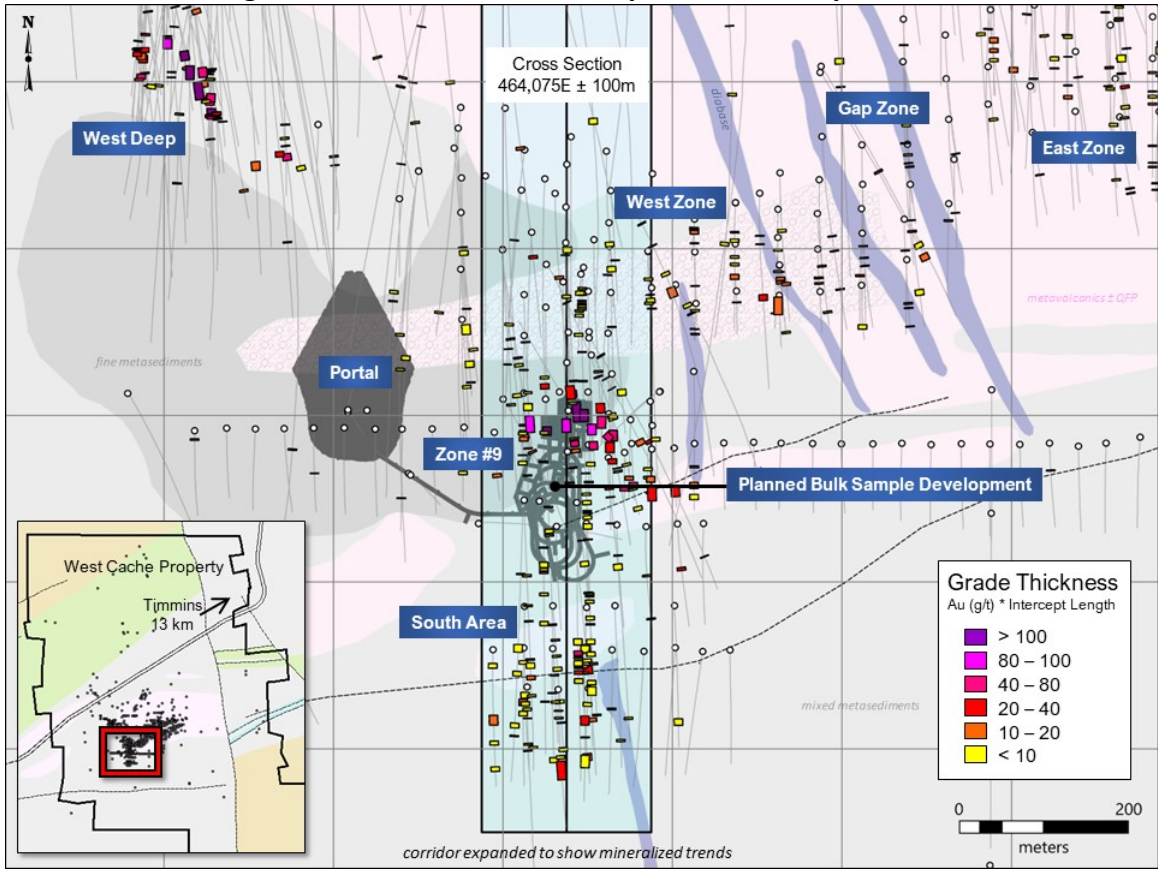 N
Cross Section
464,075E ± 100m
diabase
Gap Zone
West Deep
East Zone
West Zone
metavolcanics ± QFP
fine metasediments
Portal
Zone #9
Planned Bulk Sample Development
West Cache Property
Timmins
13 km
South Area
mixed metasediments
Grade Thickness
Au (g/t) * Intercept Length
> 100
80 – 100
40 – 80
20 – 40
10 – 20
< 10
0 200
meters
corridor expanded to show mineralized trends